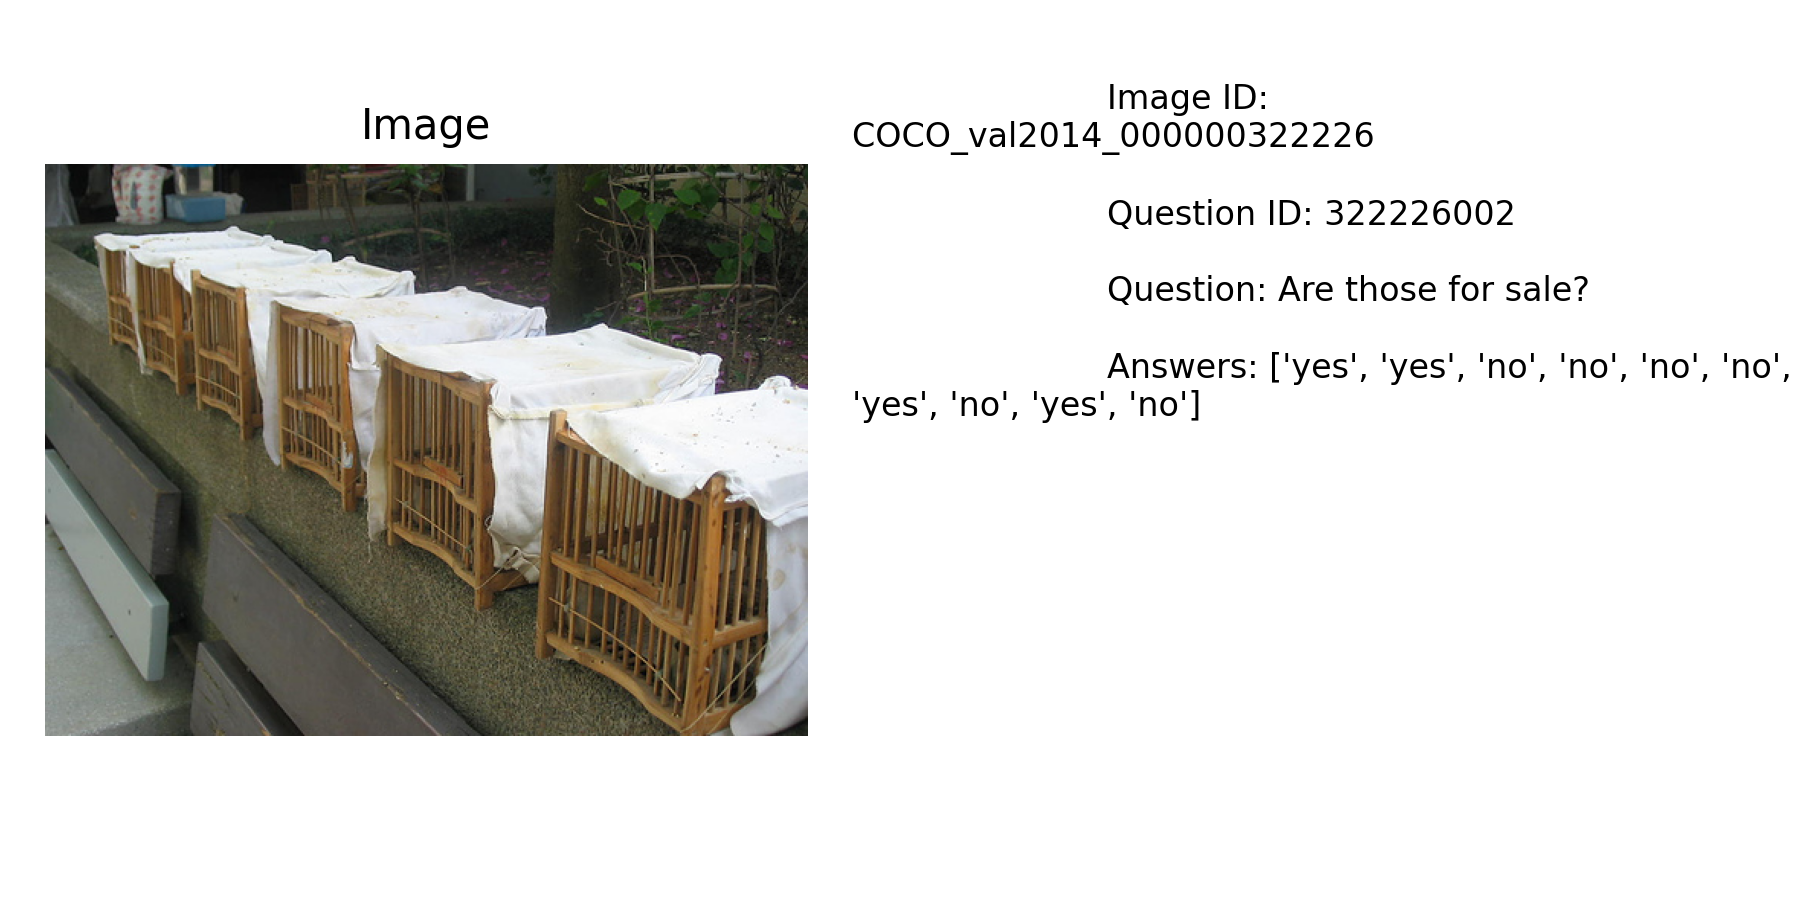 Image
Image ID:
COCO_val2014_000000322226
Question ID: 322226002
Question: Are those for sale?
Answers: ['yes', 'yes', 'no', 'no', 'no', 'no',
'yes', 'no', 'yes', 'no']